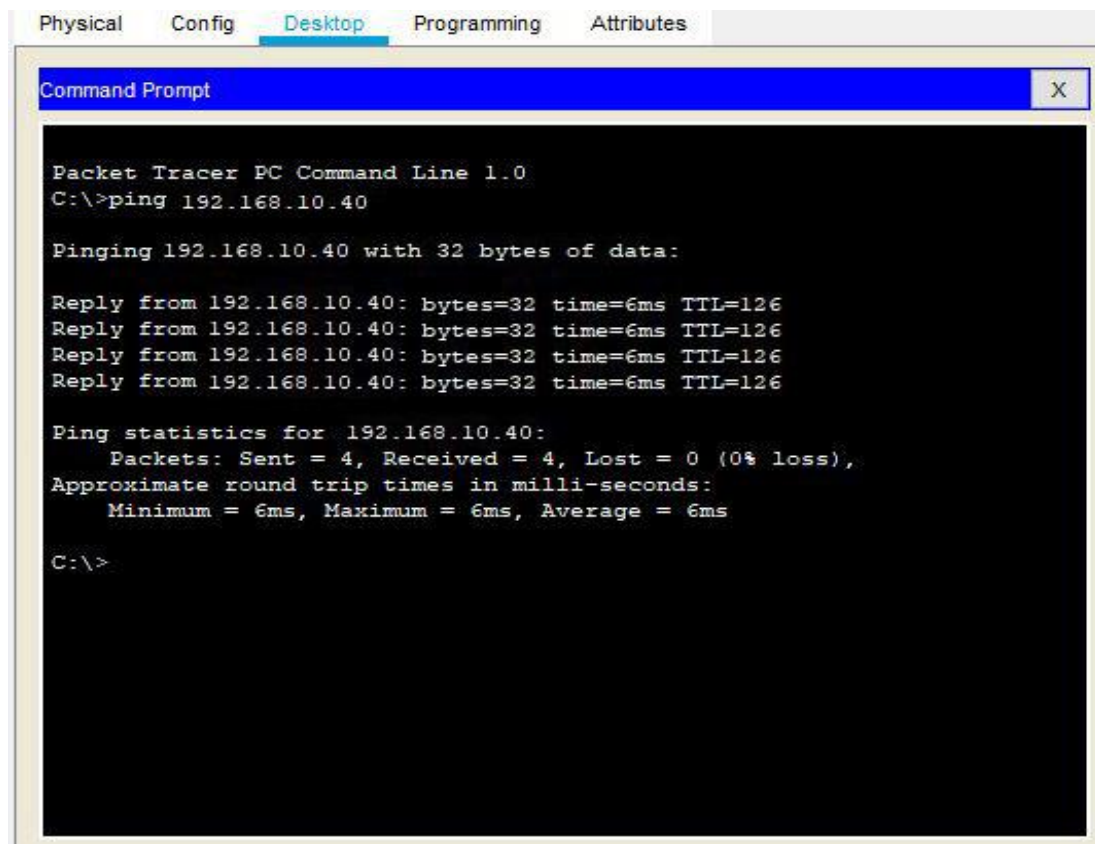 Physical Config Desktop Programming Attributes
Command Prompt X
Packet Tracer PC Command Line 1.0
C:\>ping 192.168.10.40
Pinging 192.168.10.40 with 32 bytes of data:
Reply from 192.168.10.40: bytes=32 time=6ms TTL=126
Reply from 192.168.10.40: bytes=32 time=6ms TTL=126
Reply from 192.168.10.40: bytes=32 time=6ms TTL=126
Reply from 192.168.10.40: bytes=32 time=6ms TTL=126
Ping statistics for 192.168.10.40:
Packets: Sent = 4, Received = 4, Lost = 0 (0% loss),
Approximate round trip times in milli-seconds:
Minimum = 6ms, Maximum = 6ms, Average = 6ms
C:\>